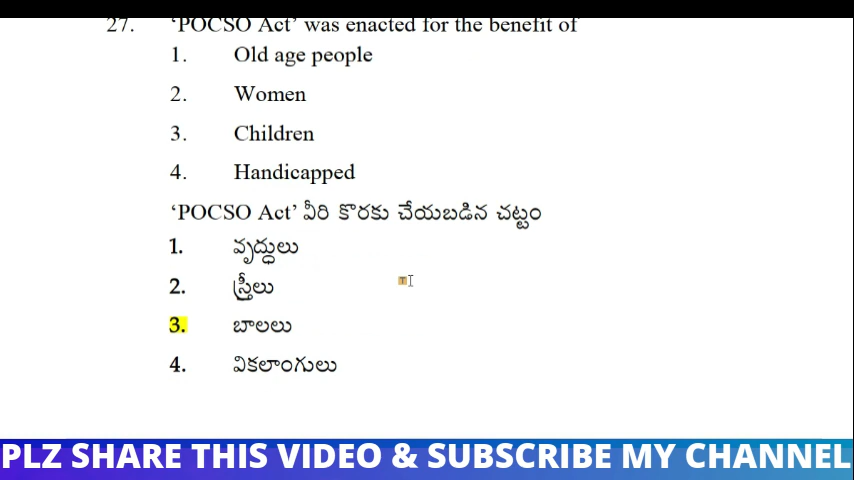 27. ‘POCSO Act’ was enacted for the benefit of
1. Old age people
2. Women
3. Children
4. Handicapped
‘POCSO Act’ వీరి కొరకు చేయబడిన చట్టం
1. వృద్ధులు
2. స్త్రీలు
3. బాలలు
4. వికలాంగులు
PLZ SHARE THIS VIDEO & SUBSCRIBE MY CHANNEL